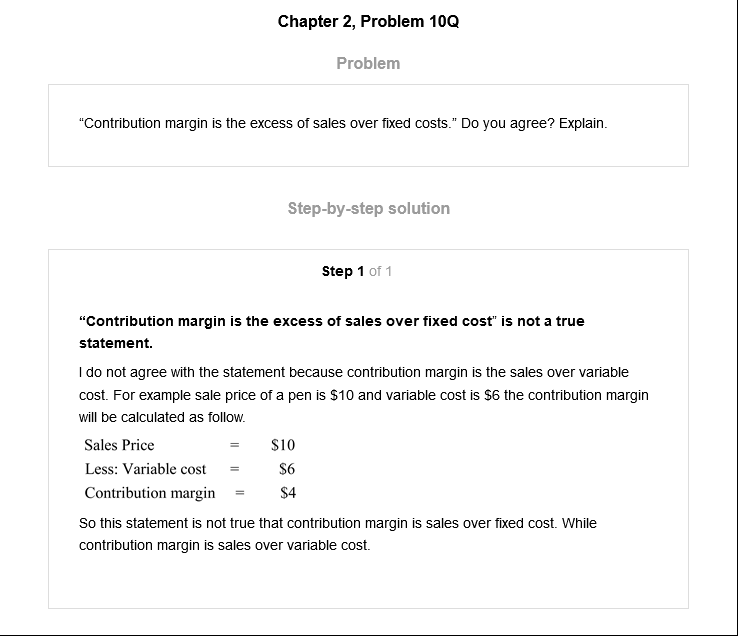 Chapter 2, Problem 10Q
Problem
“Contribution margin is the excess of sales over fixed costs.” Do you agree? Explain.
Step-by-step solution
Step 1 of 1
“Contribution margin is the excess of sales over fixed cost” is not a true
statement.
I do not agree with the statement because contribution margin is the sales over variable
cost. For example sale price of a pen is $10 and variable cost is $6 the contribution margin
will be calculated as follow.
Sales Price = $10
Less: Variable cost = $6
Contribution margin = $4
So this statement is not true that contribution margin is sales over fixed cost. While
contribution margin is sales over variable cost.